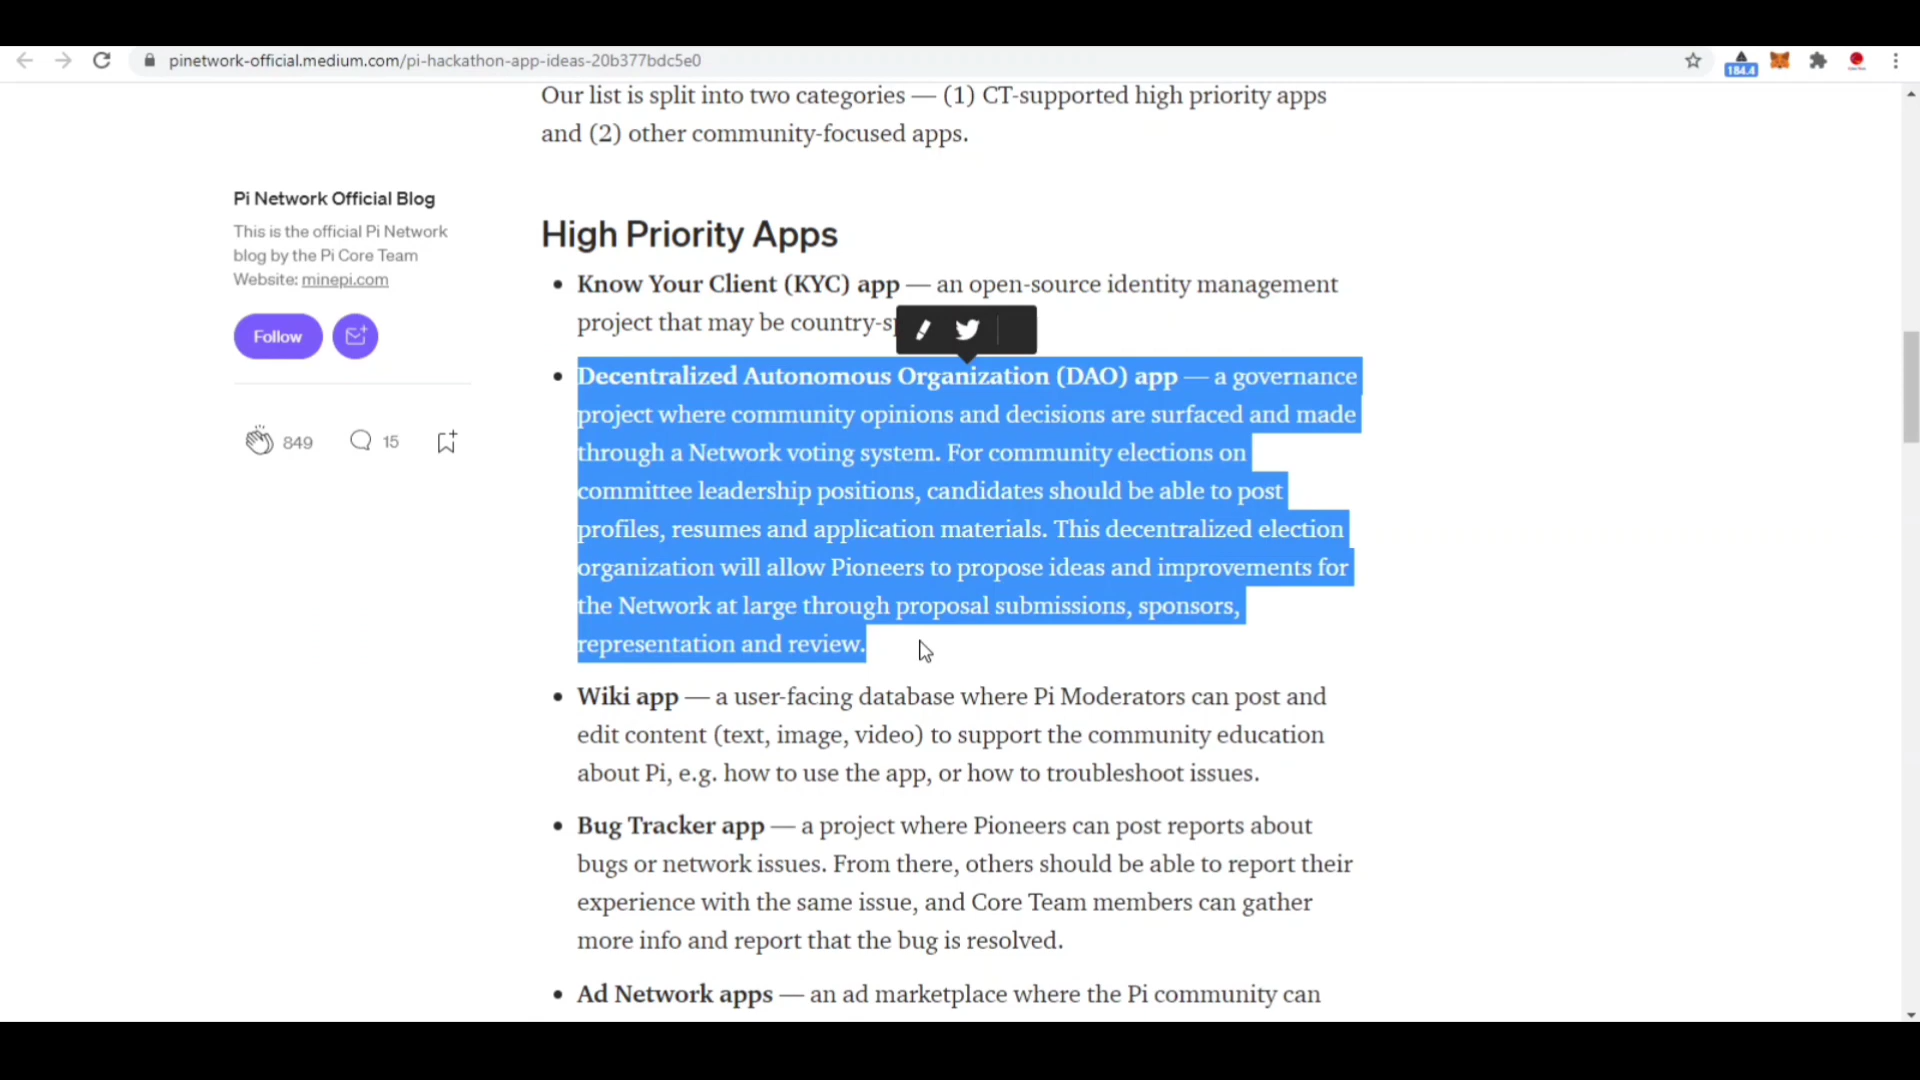 pinetwork-official.medium.com/pi-hackathon-app-ideas-20b377bdc5e0
184.4
Our list is split into two categories — (1) CT-supported high priority apps
and (2) other community-focused apps.
Pi Network Official Blog
This is the official Pi Network
blog by the Pi Core Team
Website: minepi.com
Follow
849
15
High Priority Apps
• Know Your Client (KYC) app — an open-source identity management
project that may be country-s
• Decentralized Autonomous Organization (DAO) app — a governance
project where community opinions and decisions are surfaced and made
through a Network voting system. For community elections on
committee leadership positions, candidates should be able to post
profiles, resumes and application materials. This decentralized election
organization will allow Pioneers to propose ideas and improvements for
the Network at large through proposal submissions, sponsors,
representation and review.
• Wiki app — a user-facing database where Pi Moderators can post and
edit content (text, image, video) to support the community education
about Pi, e.g. how to use the app, or how to troubleshoot issues.
• Bug Tracker app — a project where Pioneers can post reports about
bugs or network issues. From there, others should be able to report their
experience with the same issue, and Core Team members can gather
more info and report that the bug is resolved.
• Ad Network apps — an ad marketplace where the Pi community can